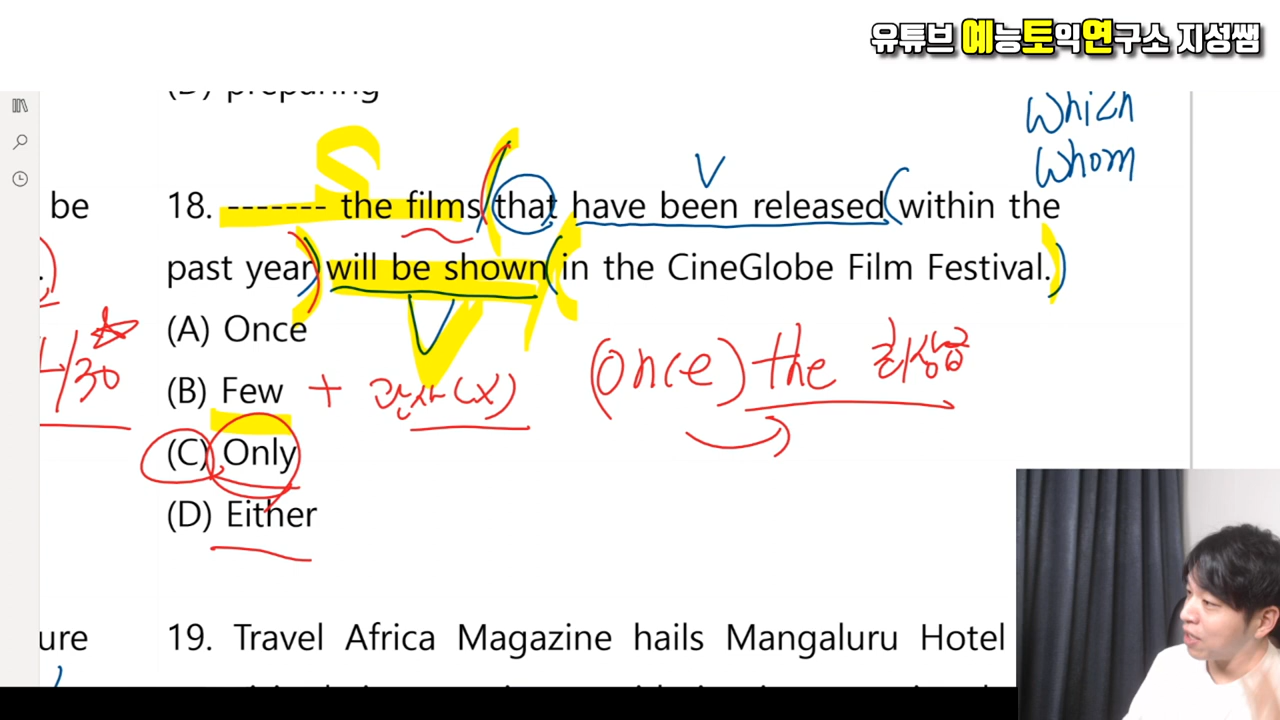 유튜브 예능토익연구소 지성쌤
(D) preparing
which
whom
S
V
be
18. ------- the films that have been released within the
past year will be shown in the CineGlobe Film Festival.
V
(A) Once
(once) the 최상급
/30
(B) Few + 관사(x)
(C) Only
(D) Either
ure
19. Travel Africa Magazine hails Mangaluru Hotel